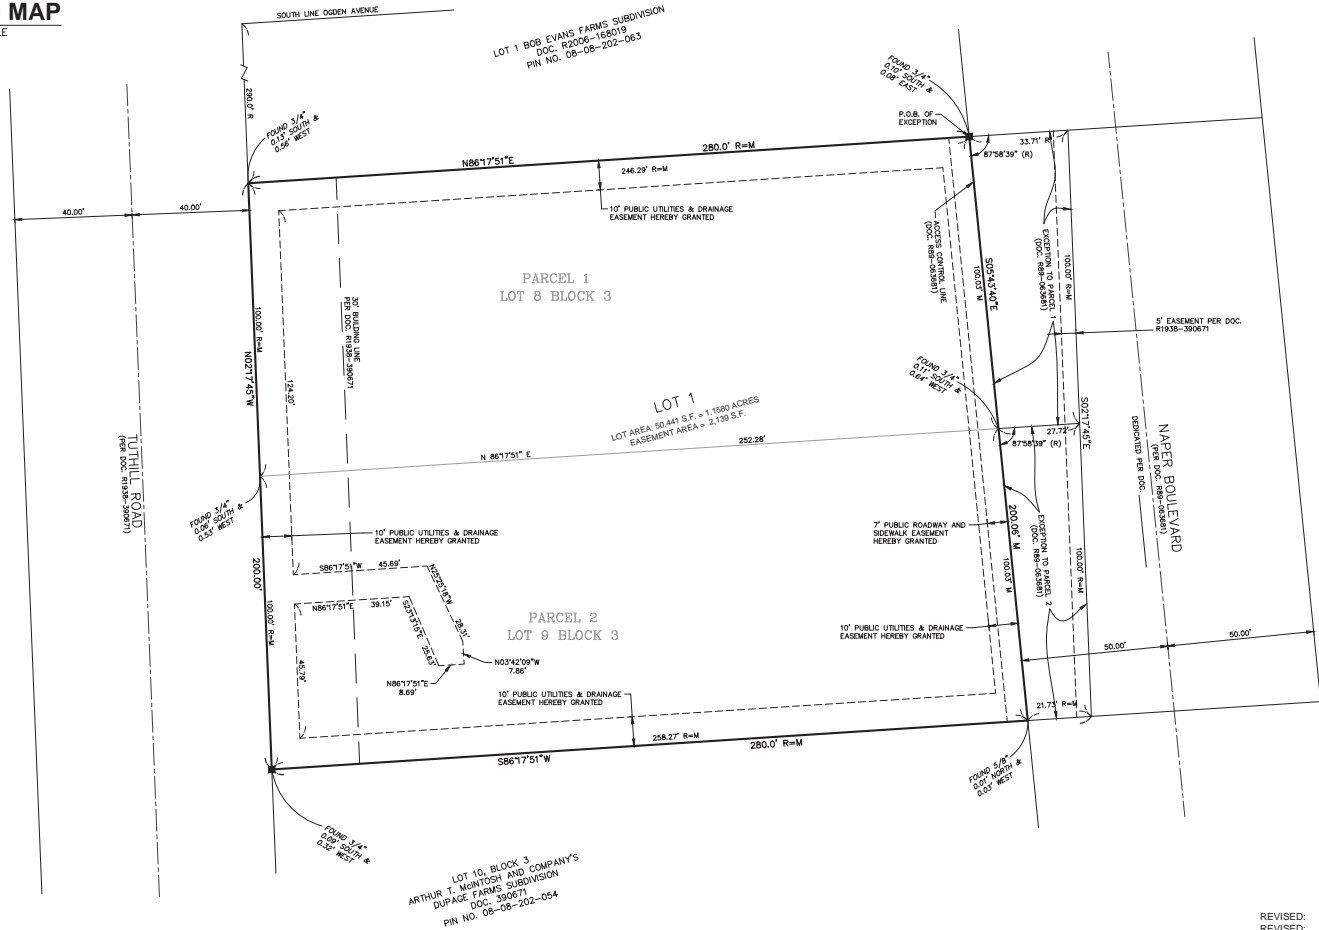 MAP
LE
SOUTH LINE OGDEN AVENUE
LOT 1 BOB EVANS FARMS SUBDIVISION
DOC. R2006-168019
PIN NO. 08-08-202-063
290.0' R
FOUND 3/4"
0.13' SOUTH &
0.56' WEST
FOUND 3/4"
0.10' SOUTH &
0.08' EAST
P.O.B. OF
EXCEPTION
N86°17'51"E
280.0' R=M
33.71' R
87°58'39" (R)
246.29' R=M
40.00'
40.00'
10' PUBLIC UTILITIES & DRAINAGE
EASEMENT HEREBY GRANTED
ACCESS CONTROL LINE
(DOC. R89-063681)
100.03' M
S05°43'40"E
EXCEPTION TO PARCEL 1
(DOC. R89-063681)
100.00' R=M
PARCEL 1
LOT 8 BLOCK 3
30' BUILDING LINE
PER DOC. R1938-390671
100.00' R=M
N02°17'45"W
124.20'
5' EASEMENT PER DOC.
R1938-390671
FOUND 3/4"
0.11' SOUTH &
0.64' WEST
S02°17'45"E
LOT 1
LOT AREA: 50,441 S.F. = 1.1580 ACRES
EASEMENT AREA = 2,139 S.F.
252.28'
N 86°17'51" E
27.72'
87°58'39" (R)
TUTHILL ROAD
(PER DOC. R1938-390671)
DEDICATED PER DOC.
NAPER BOULEVARD
(PER DOC. R89-063681)
FOUND 3/4"
0.06' SOUTH &
0.53' WEST
10' PUBLIC UTILITIES & DRAINAGE
EASEMENT HEREBY GRANTED
7' PUBLIC ROADWAY AND
SIDEWALK EASEMENT
HEREBY GRANTED
200.06' M
100.03' M
EXCEPTION TO PARCEL 2
(DOC. R89-063681)
100.00' R=M
200.00'
100.00' R=M
S86°17'51"W
45.69'
N25°25'18"W
28.31'
N86°17'51"E
39.15'
S23°13'15"E
25.63'
45.79'
PARCEL 2
LOT 9 BLOCK 3
10' PUBLIC UTILITIES & DRAINAGE
EASEMENT HEREBY GRANTED
50.00'
50.00'
N03°42'09"W
7.86'
N86°17'51"E
8.69'
10' PUBLIC UTILITIES & DRAINAGE
EASEMENT HEREBY GRANTED
21.73' R=M
258.27' R=M
280.0' R=M
S86°17'51"W
FOUND 5/8"
0.01' NORTH &
0.03' WEST
FOUND 3/4"
0.09' SOUTH &
0.32' WEST
LOT 10, BLOCK 3
ARTHUR T. McINTOSH AND COMPANY'S
DUPAGE FARMS SUBDIVISION
DOC. 390671
PIN NO. 08-08-202-054
REVISED:
REVISED: